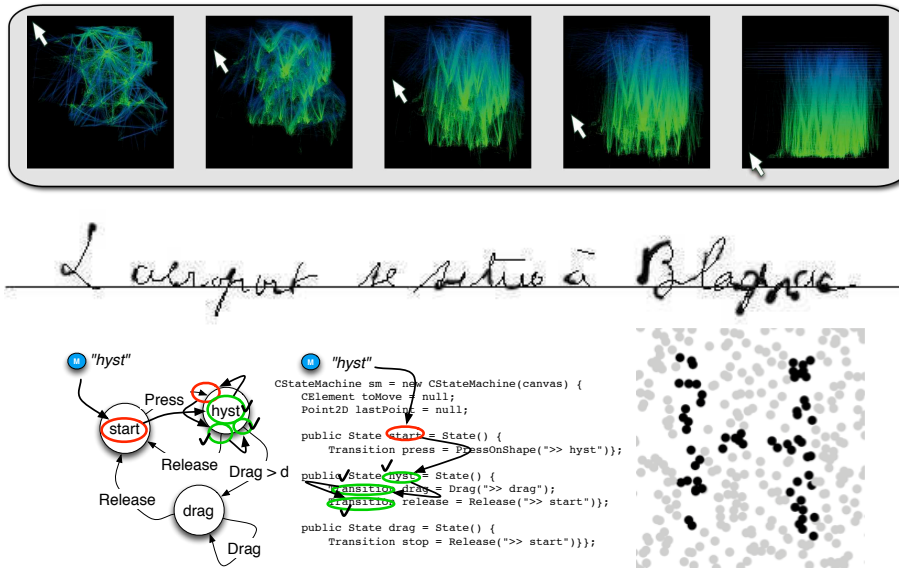 L'aeroport se situe à Blagnac.
M "hyst"
Press
start
hyst
Release
Drag > d
Release
drag
Drag
M "hyst"
CStateMachine sm = new CStateMachine(canvas) {
CElement toMove = null;
Point2D lastPoint = null;
public State start = State() {
Transition press = PressOnShape(">> hyst")};
public State hyst = State() {
Transition drag = Drag(">> drag");
Transition release = Release(">> start")};
public State drag = State() {
Transition stop = Release(">> start")}};